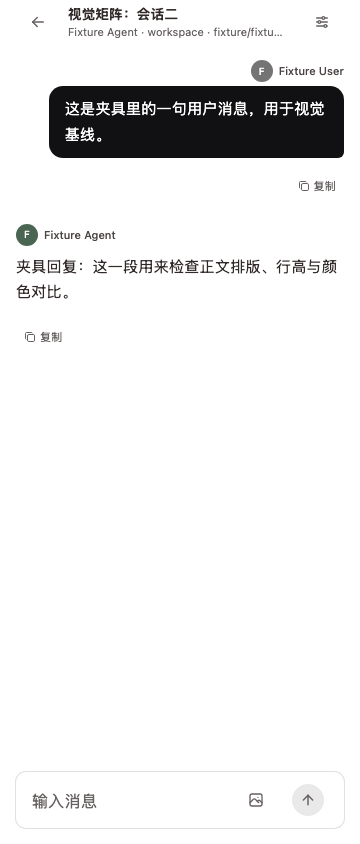 视觉矩阵：会话二
Fixture Agent · workspace · fixture/fixtu...
F Fixture User
这是夹具里的一句用户消息，用于视觉
基线。
复制
F Fixture Agent
夹具回复：这一段用来检查正文排版、行高与颜
色对比。
复制
输入消息